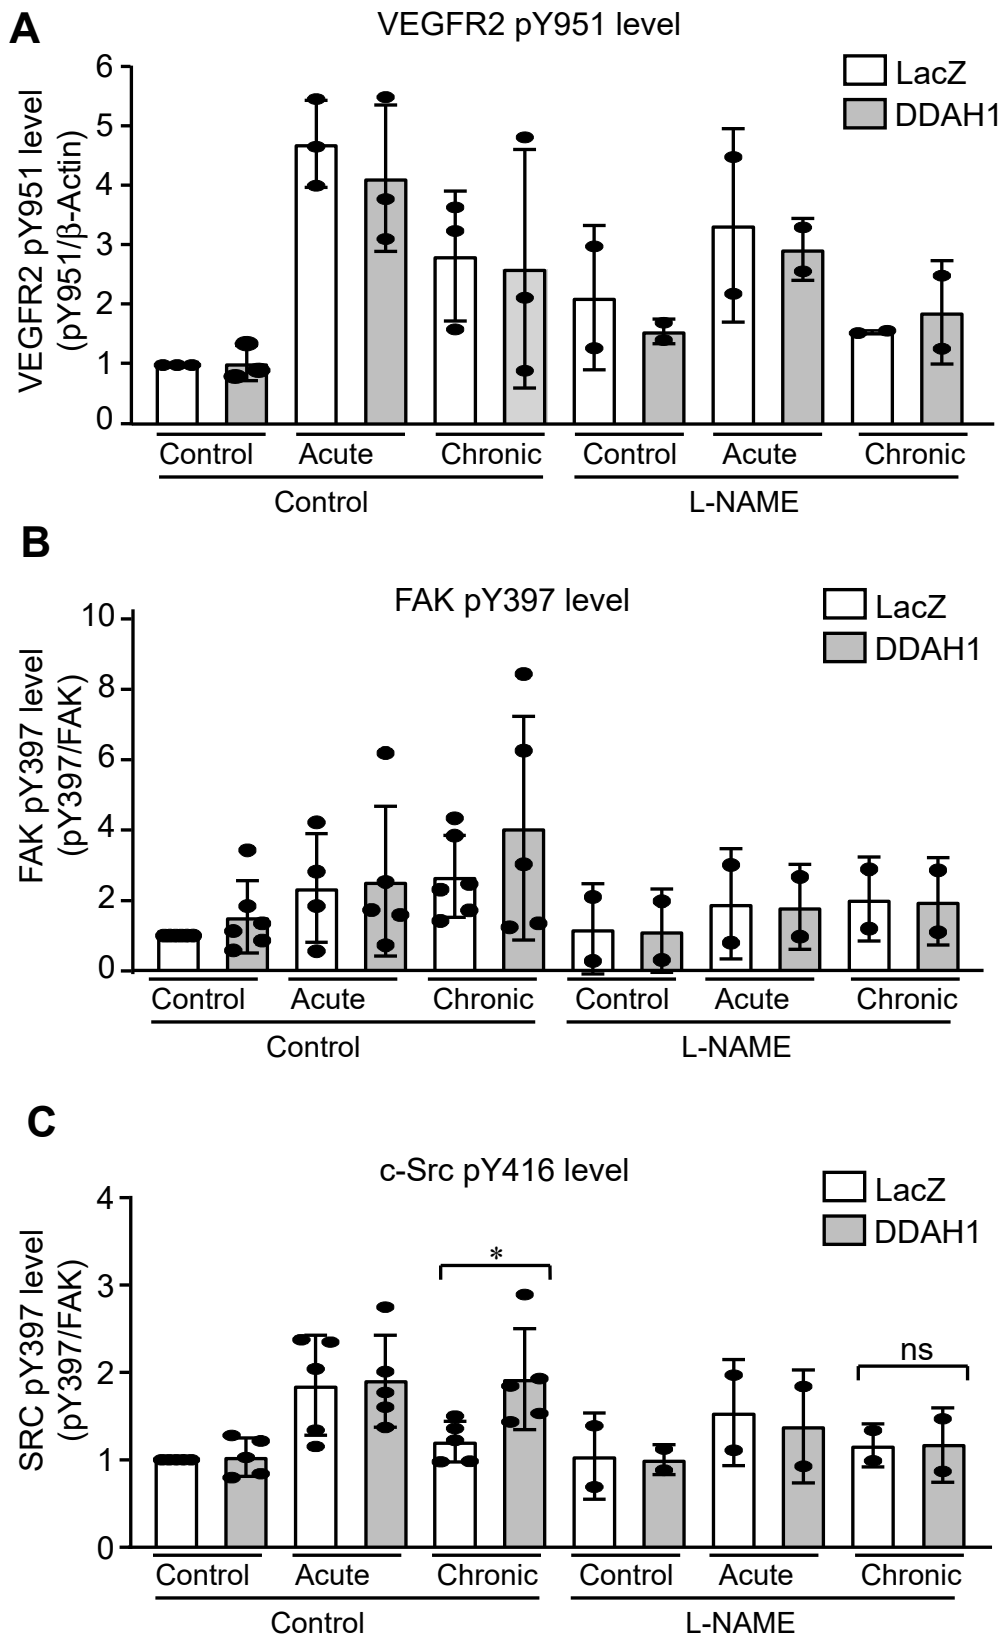 A
VEGFR2 pY951 level
LacZ
DDAH1
VEGFR2 pY951 level
(pY951/β-Actin)
6
5
4
3
2
1
0
Control Acute Chronic Control Acute Chronic
Control L-NAME
B
FAK pY397 level
LacZ
DDAH1
FAK pY397 level
(pY397/FAK)
10
8
6
4
2
0
Control Acute Chronic Control Acute Chronic
Control L-NAME
C
c-Src pY416 level
LacZ
DDAH1
SRC pY397 level
(pY397/FAK)
4
3
2
1
0
*
ns
Control Acute Chronic Control Acute Chronic
Control L-NAME